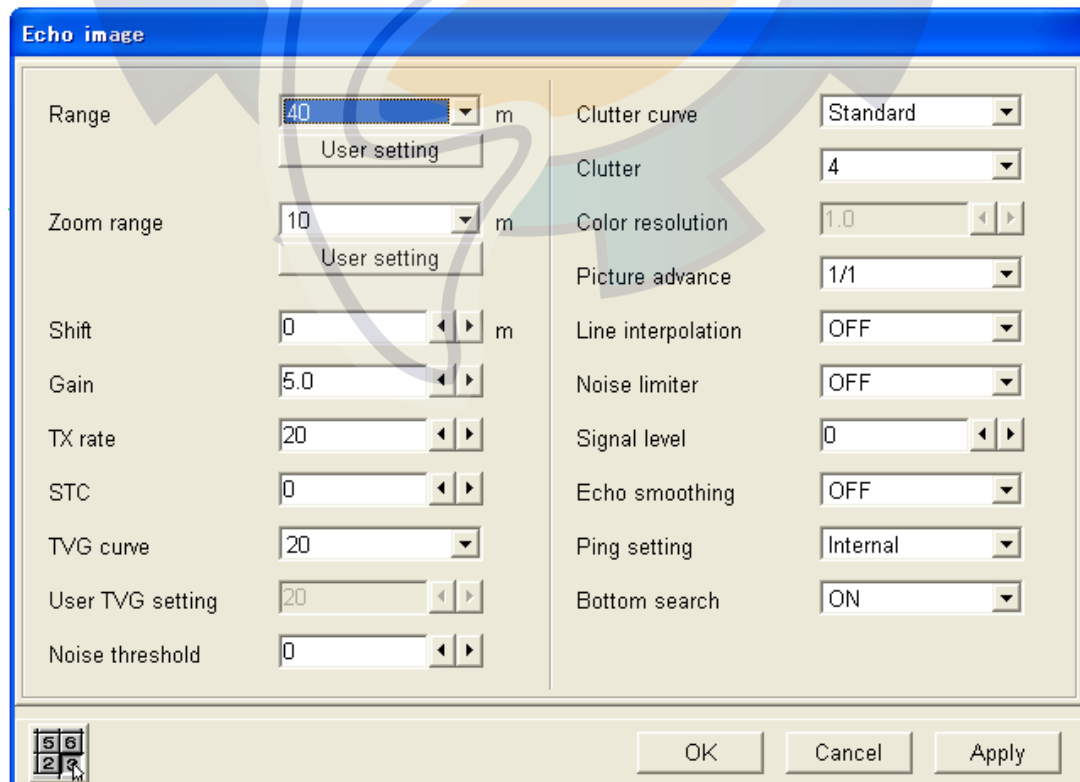 Echo image
Range 40 m
User setting
Zoom range 10 m
User setting
Shift 0 m
Gain 5.0
TX rate 20
STC 0
TVG curve 20
User TVG setting 20
Noise threshold 0
Clutter curve Standard
Clutter 4
Color resolution 1.0
Picture advance 1/1
Line interpolation OFF
Noise limiter OFF
Signal level 0
Echo smoothing OFF
Ping setting Internal
Bottom search ON
5 6
2 3
OK Cancel Apply